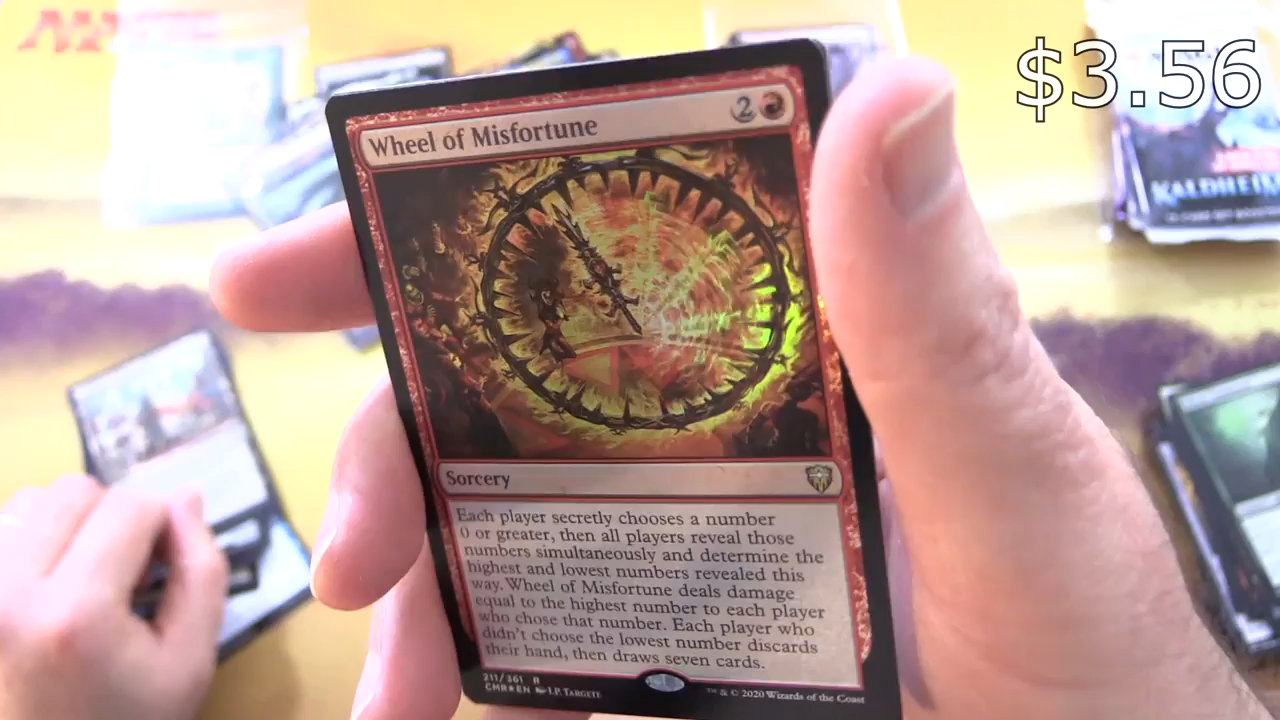 $3.56
Wheel of Misfortune
2
KALDHEIM
Sorcery
Each player secretly chooses a number
0 or greater, then all players reveal those
numbers simultaneously and determine the
highest and lowest numbers revealed this
way. Wheel of Misfortune deals damage
equal to the highest number to each player
who chose that number. Each player who
didn't choose the lowest number discards
their hand, then draws seven cards.
211/361 R
CMR★EN I.P. TARGETE
™ & © 2020 Wizards of the Coast